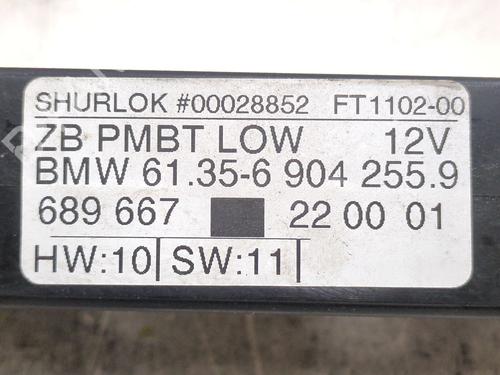 SHURLOK #00028852 FT1102-00
ZB PMBT LOW 12V
BMW 61.35-6 904 255.9
689 667 22 00 01
HW:10 SW:11